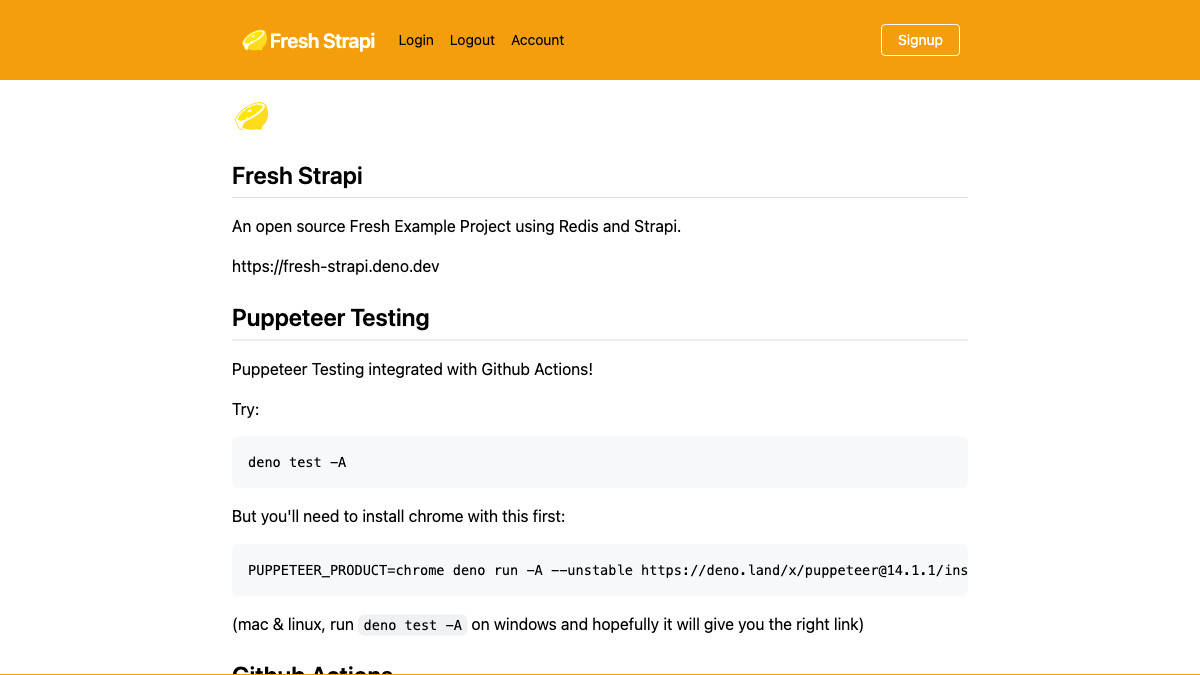 Fresh Strapi Login Logout Account Signup
Fresh Strapi
An open source Fresh Example Project using Redis and Strapi.
https://fresh-strapi.deno.dev
Puppeteer Testing
Puppeteer Testing integrated with Github Actions!
Try:
deno test -A
But you'll need to install chrome with this first:
PUPPETEER_PRODUCT=chrome deno run -A --unstable https://deno.land/x/puppeteer@14.1.1/ins
(mac & linux, run deno test -A on windows and hopefully it will give you the right link)
Github Actions